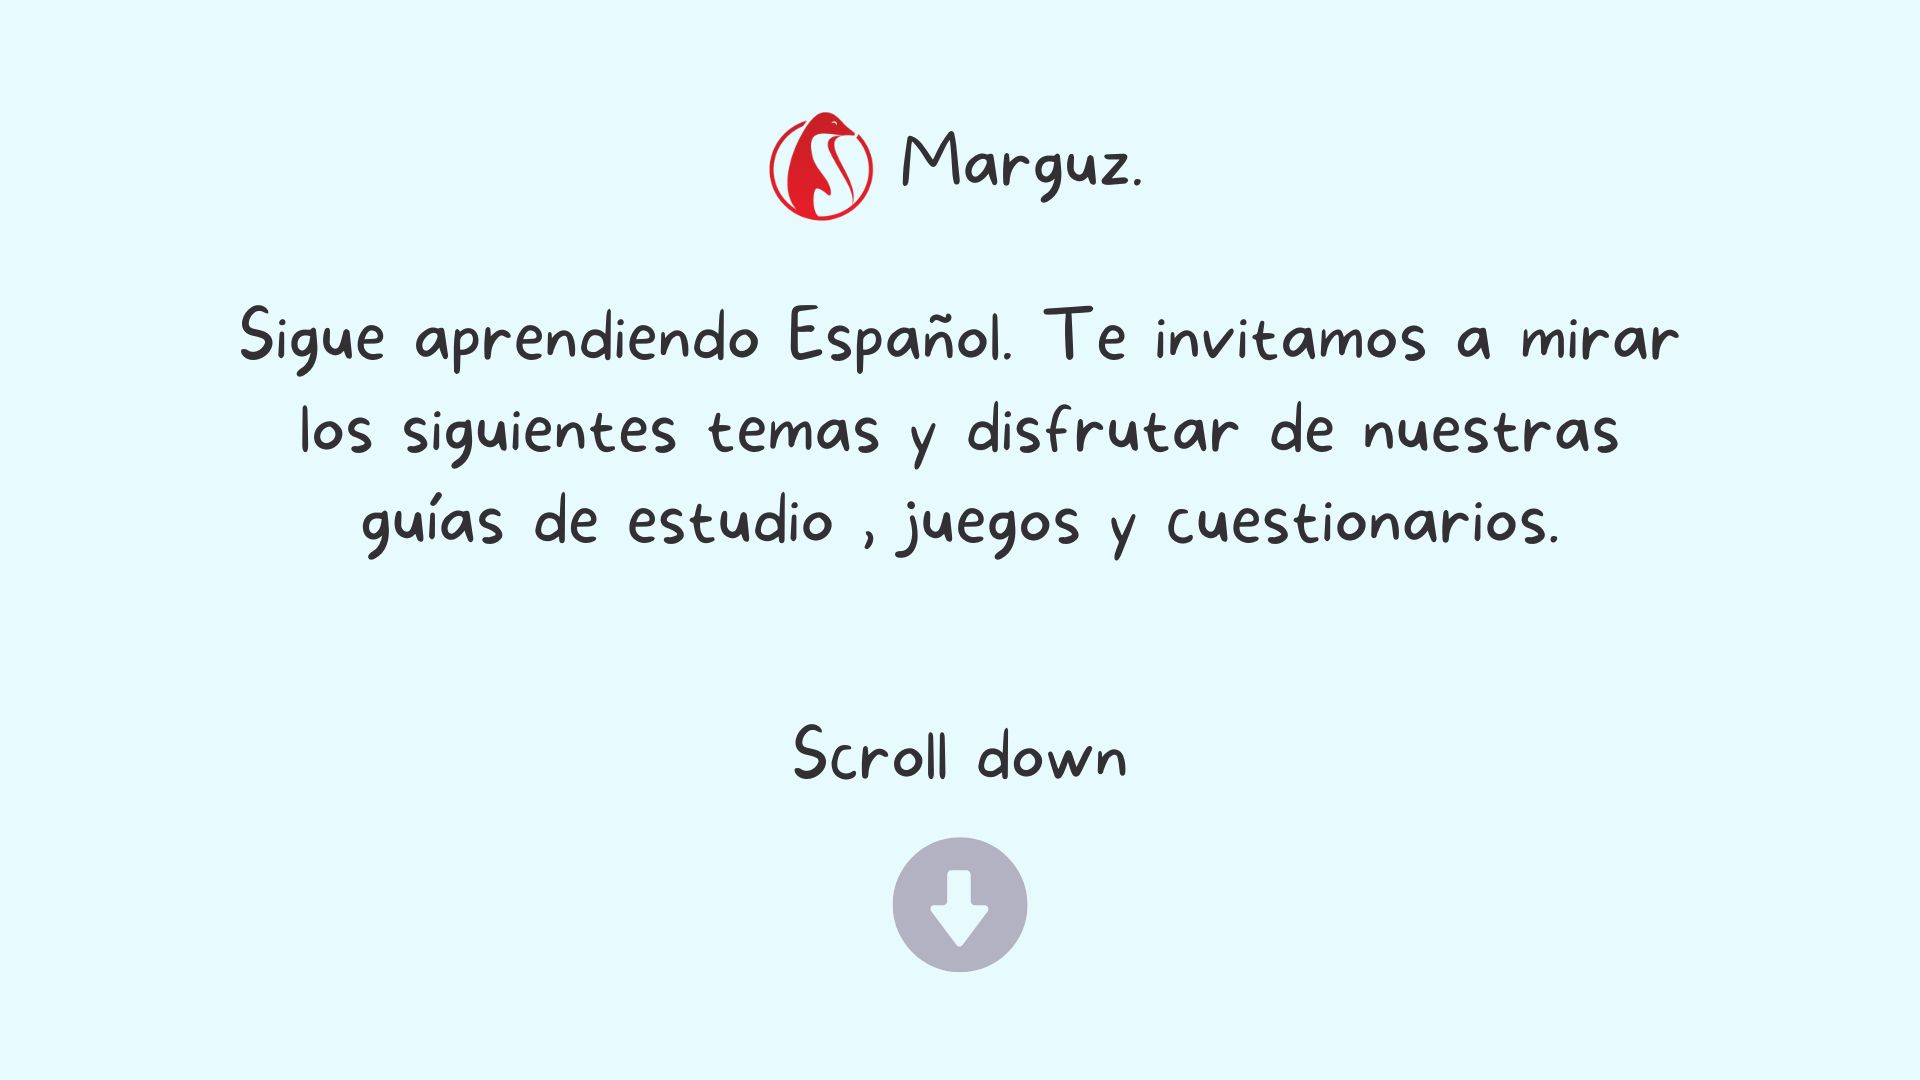 Marguz.
Sigue aprendiendo Español. Te invitamos a mirar
los siguientes temas y disfrutar de nuestras
guías de estudio , juegos y cuestionarios.
Scroll down